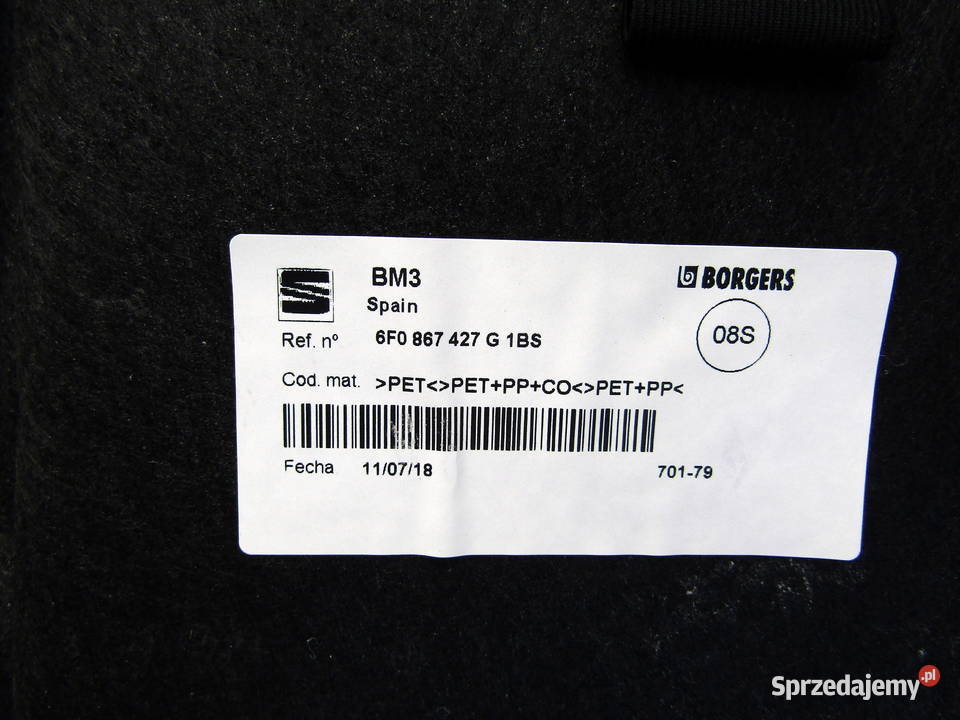 BM3
BORGERS
Spain
Ref. nº 6F0 867 427 G 1BS
08S
Cod. mat. >PET<>PET+PP+CO<>PET+PP<
Fecha 11/07/18 701-79
Sprzedajemy.pl